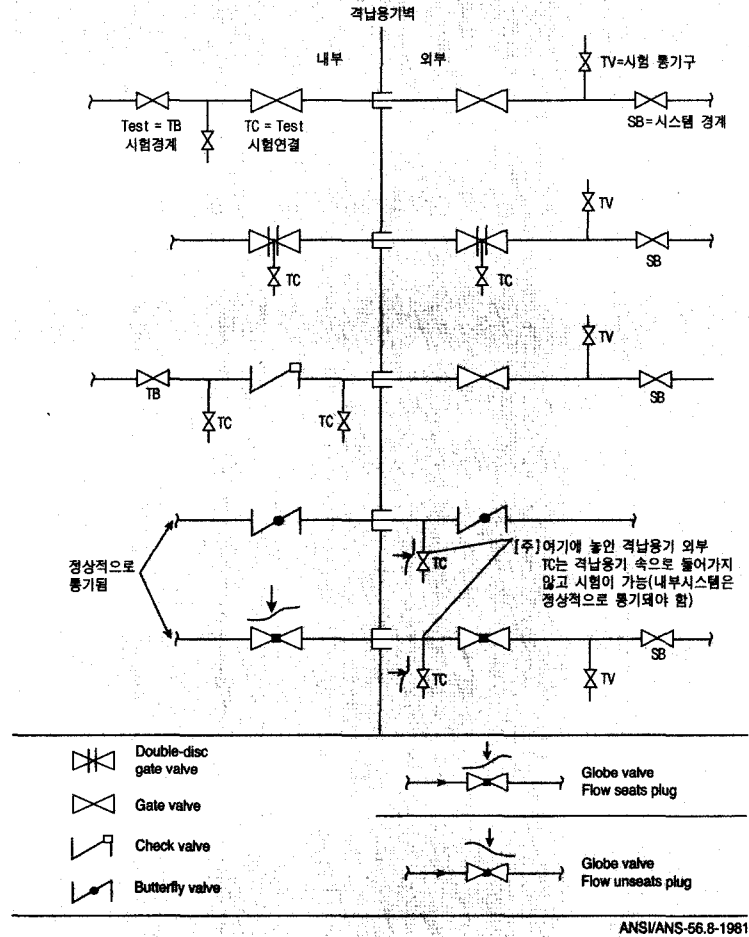 격납용기벽
내부
외부
TV=시험 통기구
Test = TB
시험경계
TC = Test
시험연결
SB=시스템 경계
TV
TC
TC
SB
TV
TB
TC
TC
SB
정상적으로
통기됨
TC
[주]여기에 놓인 격납용기 외부
TC는 격납용기 속으로 들어가지
않고 시험이 가능(내부시스템은
정상적으로 통기돼야 함)
TC
TV
SB
Double-disc
gate valve
Gate valve
Check valve
Butterfly valve
Globe valve
Flow seats plug
Globe valve
Flow unseats plug
ANSI/ANS-56.8-1981